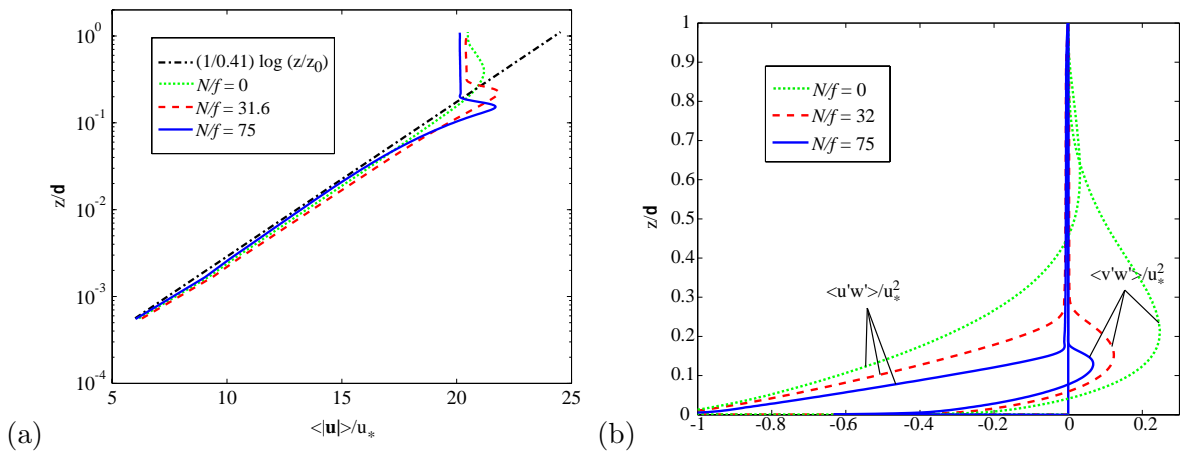 10^0
10^-1
10^-2
10^-3
10^-4
z/d
(1/0.41) log (z/z_0)
N/f = 0
N/f = 31.6
N/f = 75
5
10
15
20
25
<|u|>/u_*
(a)
1
0.9
0.8
0.7
0.6
0.5
0.4
0.3
0.2
0.1
0
z/d
N/f = 0
N/f = 32
N/f = 75
<v'w'>/u_*^2
<u'w'>/u_*^2
-1
-0.8
-0.6
-0.4
-0.2
0
0.2
(b)